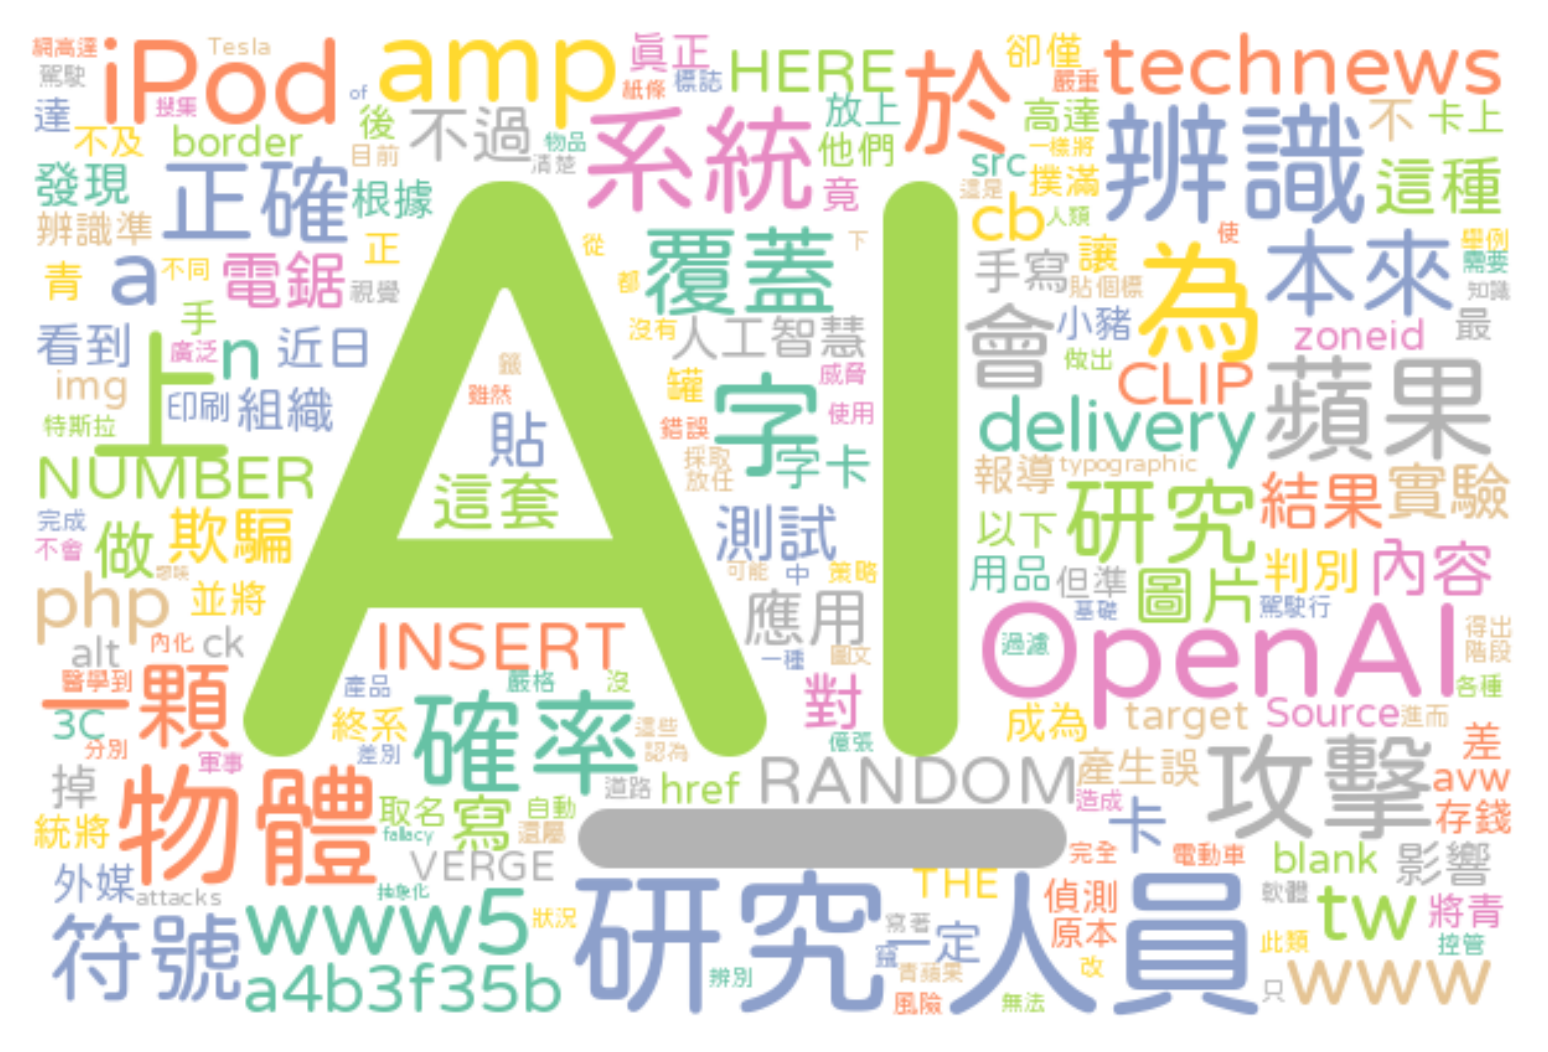 網高達 Tesla iPod amp 真正 HERE 於 卻僅 technews
駕駛 搜集 of 紙條 標誌 嚴重
達 不及 border 後 不過 物品 系統 放上 高達 辨識 不 卡上
目前 清楚 他們 src 一樣將
發現 正確 根據 竟 這是 撲滿 這種
辨識準 正 從 覆蓋 下 cb 人類 使 本來 舉例
青 a 不同 電鋸 視覺 都 手寫 讓 為 需要
手 沒有 人工智慧 會 貼個標 知識
看到 上 廣泛 n 近日 小豬 zoneid 最
img 鐵 AI 罐 威脅 做出 蘋果
特斯拉 印刷 組織 雖然 貼 錯誤 字 使用 CLIP
採取 字卡 delivery
NUMBER 這套 放任 報導 typographic 結果 實驗
完成 做 欺騙 測試 以下 研究
不會 可能 中 策略 用品 但準 圖片 判別 內容
php 並將 應用 基礎 駕駛行
alt 內化 ck INSERT 一種 圖文 過濾 OpenAI 得出
醫學到 一顆 產品 嚴格 沒 對 階段
3C 各種
終系 確率 這些 成為 target Source 進而
分別 軍事 差別 認為 僅張 差
掉 物體 道路 href RANDOM 產生誤 攻擊 avw
取名 寫 自動 造成 卡 存錢
統將 fallacy 這屬
VERGE 完全 電動車 blank 影響
外媒 attacks 抽象化 THE 偵測 軟體
符號 www5 狀況 研究人員 寫著 一定 原本 tw 將青
此類 控管
a4b3f35b 辨別 青蘋果 改 只 www
風險 無法